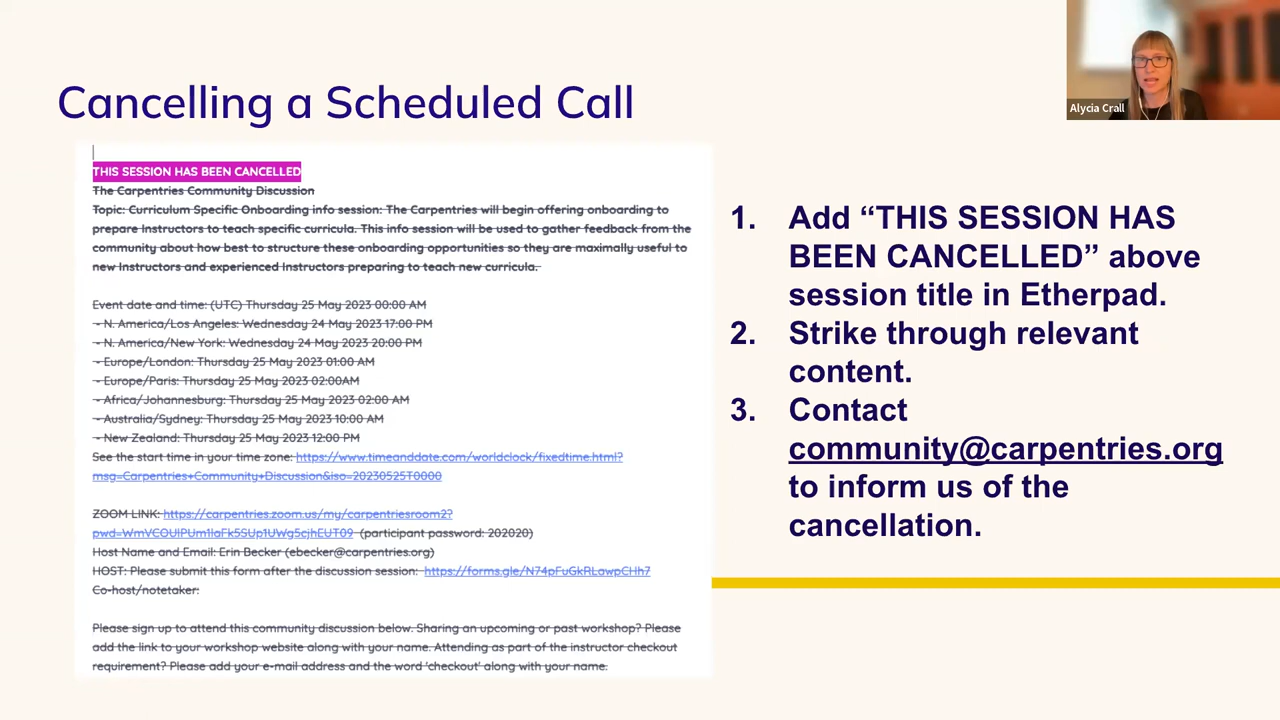 Cancelling a Scheduled Call
Alycia Crall
THIS SESSION HAS BEEN CANCELLED
The Carpentries Community Discussion
Topic: Curriculum Specific Onboarding info session: The Carpentries will begin offering onboarding to
prepare Instructors to teach specific curricula. This info session will be used to gather feedback from the
community about how best to structure these onboarding opportunities so they are maximally useful to
new Instructors and experienced Instructors preparing to teach new curricula.
Event date and time: (UTC) Thursday 25 May 2023 00:00 AM
- N. America/Los Angeles: Wednesday 24 May 2023 17:00 PM
- N. America/New York: Wednesday 24 May 2023 20:00 PM
- Europe/London: Thursday 25 May 2023 01:00 AM
- Europe/Paris: Thursday 25 May 2023 02:00AM
- Africa/Johannesburg: Thursday 25 May 2023 02:00 AM
- Australia/Sydney: Thursday 25 May 2023 10:00 AM
- New Zealand: Thursday 25 May 2023 12:00 PM
See the start time in your time zone: https://www.timeanddate.com/worldclock/fixedtime.html?
msg=Carpentries+Community+Discussion&iso=20230525T0000
ZOOM LINK: https://carpentries.zoom.us/my/carpentriesroom2?
(participant password: 202020)
Host Name and Email: Erin Becker (ebecker@carpentries.org)
HOST: Please submit this form after the discussion session: https://forms.gle/N74pFuGkRLawpCHh7
Co-host/notetaker:
Please sign up to attend this community discussion below. Sharing an upcoming or past workshop? Please
add the link to your workshop website along with your name. Attending as part of the instructor checkout
requirement? Please add your e-mail address and the word 'checkout' along with your name.
1. Add “THIS SESSION HAS
BEEN CANCELLED” above
session title in Etherpad.
2. Strike through relevant
content.
3. Contact
community@carpentries.org
to inform us of the
cancellation.